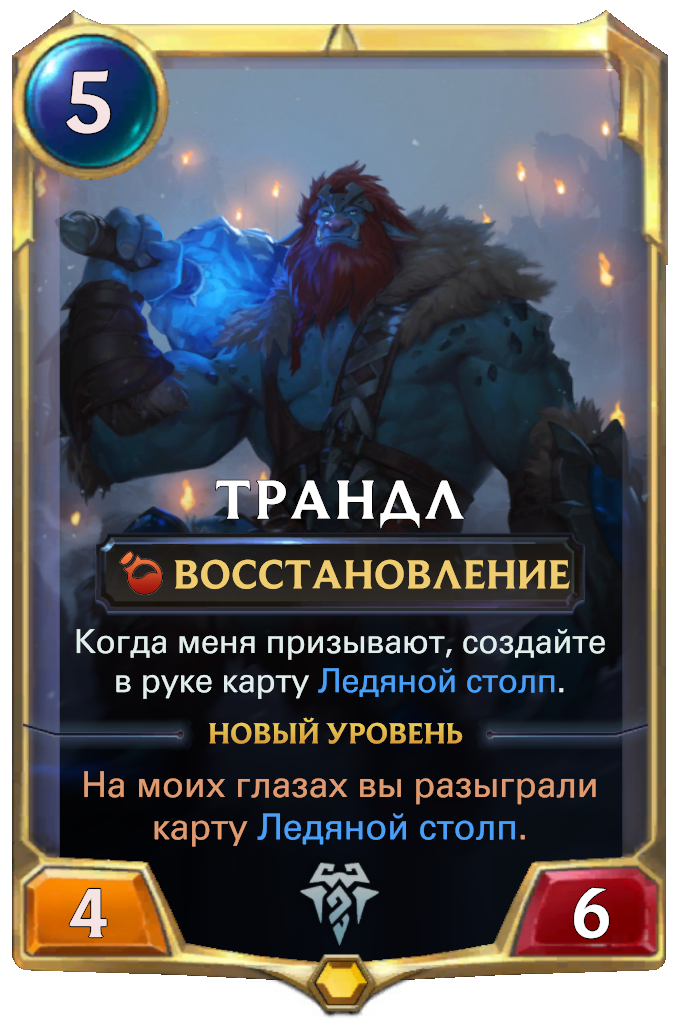 5
ТРАНДЛ
ВОССТАНОВЛЕНИЕ
Когда меня призывают, создайте
в руке карту Ледяной столп.
НОВЫЙ УРОВЕНЬ
На моих глазах вы разыграли
карту Ледяной столп.
4
6